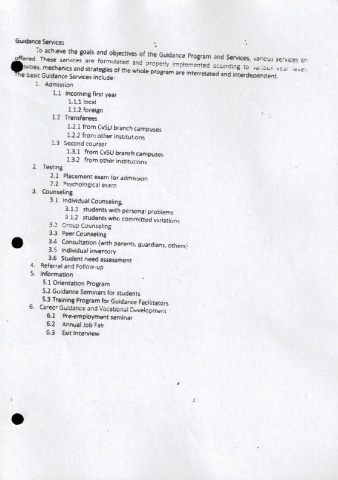 Guidance Services
To achieve the goals and objectives of the Guidance Program and Services, various services are
offered. These services are formulated and properly implemented according to various year level
activities, mechanics and strategies of the whole program are interrelated and interdependent.
The basic Guidance Services include:
1. Admission
1.1 Incoming first year
1.1.1 local
1.1.2 foreign
1.2 Transferees
1.2.1 from CvSU branch campuses
1.2.2 from other institutions
1.3 Second courser
1.3.1 from CvSU branch campuses
1.3.2 from other institutions
2. Testing
2.1 Placement exam for admission
2.2 Psychological exam
3. Counseling
3.1 Individual Counseling,
3.1.1 students with personal problems
3.1.2 students who committed violations
3.2 Group Counseling
3.3 Peer Counseling
3.4 Consultation (with parents, guardians, others)
3.5 Individual inventory
3.6 Student need assessment
4. Referral and Follow-up
5. Information
5.1 Orientation Program
5.2 Guidance Seminars for students
5.3 Training Program for Guidance Facilitators
6. Career Guidance and Vocational Development
6.1 Pre-employment seminar
6.2 Annual Job Fair
6.3 Exit Interview